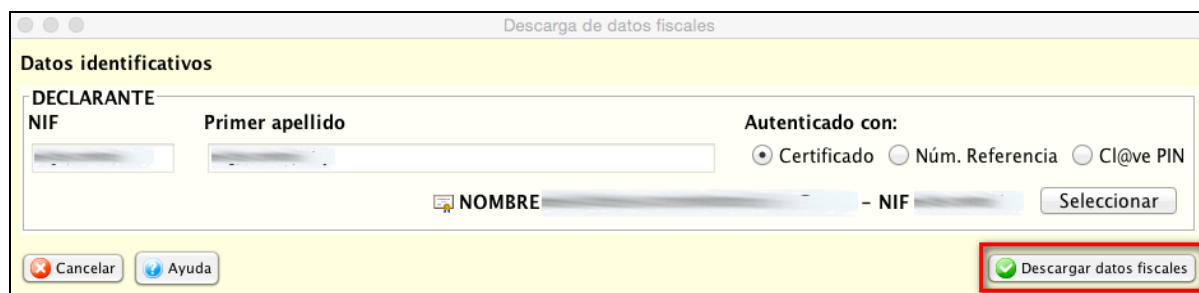 Descarga de datos fiscales
Datos identificativos
DECLARANTE
NIF Primer apellido Autenticado con:
Certificado Núm. Referencia Cl@ve PIN
NOMBRE - NIF Seleccionar
Cancelar Ayuda Descargar datos fiscales